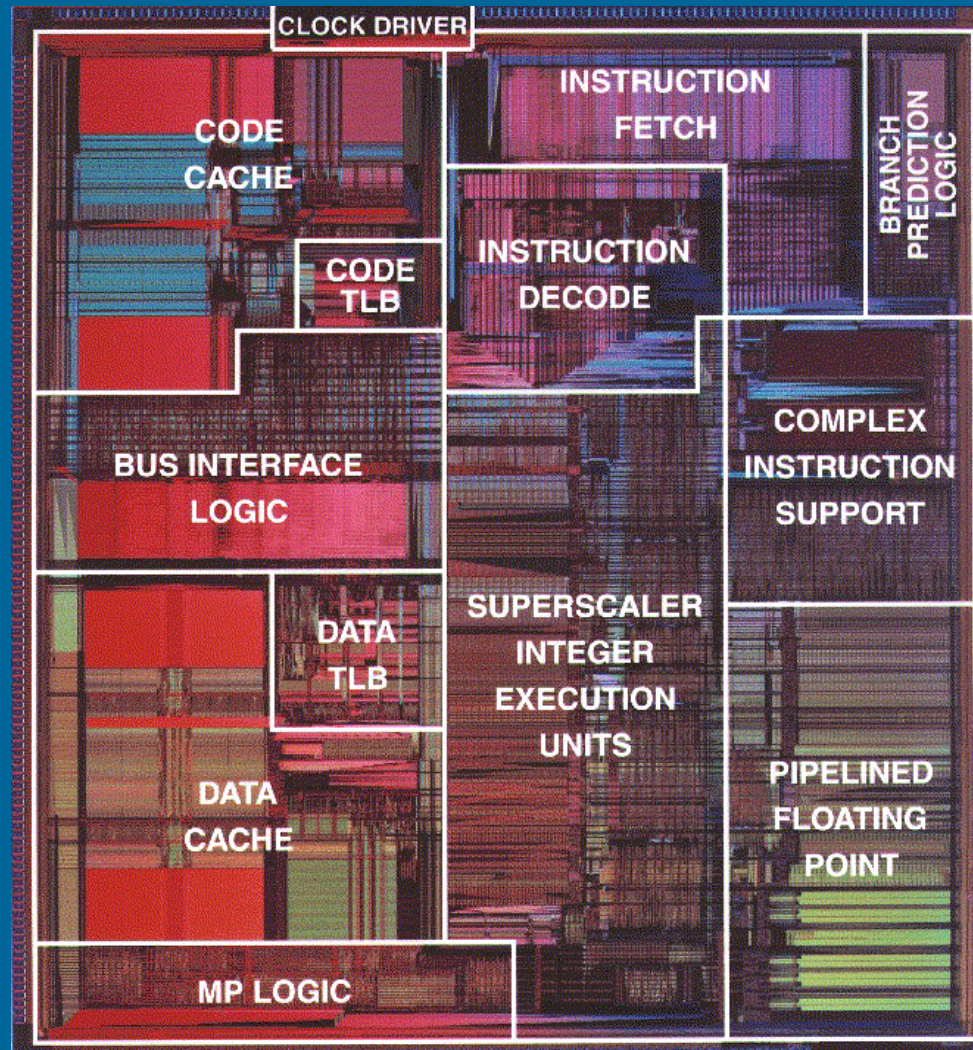 CLOCK DRIVER
CODE
CACHE
INSTRUCTION
FETCH
BRANCH
PREDICTION
LOGIC
CODE
TLB
INSTRUCTION
DECODE
BUS INTERFACE
LOGIC
COMPLEX
INSTRUCTION
SUPPORT
DATA
TLB
SUPERSCALER
INTEGER
EXECUTION
UNITS
DATA
CACHE
PIPELINED
FLOATING
POINT
MP LOGIC